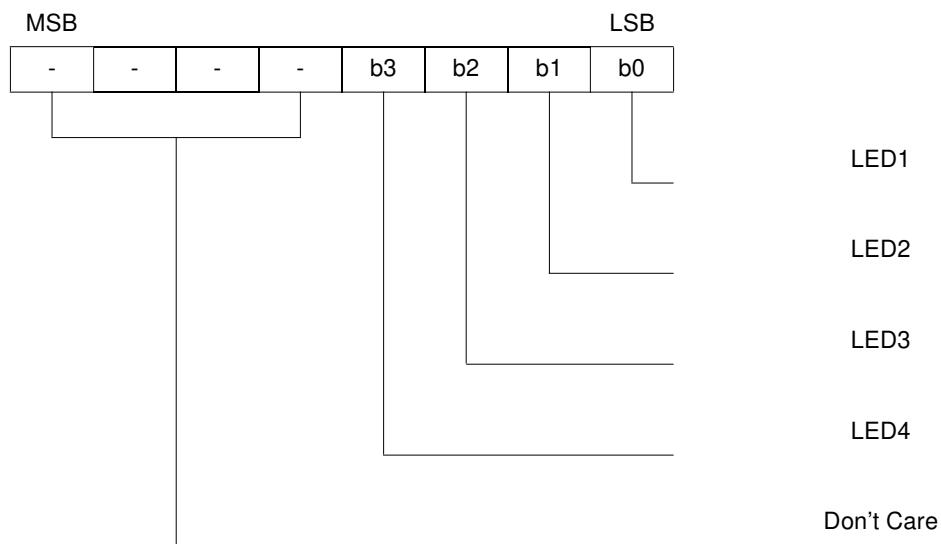 MSB LSB
- - - - b3 b2 b1 b0
LED1
LED2
LED3
LED4
Don't Care